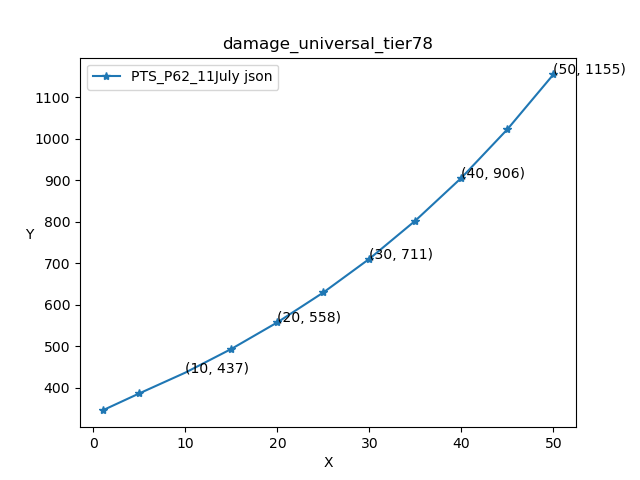 damage_universal_tier78
PTS_P62_11July json
(50, 1155)
(40, 906)
(30, 711)
(20, 558)
(10, 437)
1100
1000
900
800
700
600
500
400
Y
0 10 20 30 40 50
X